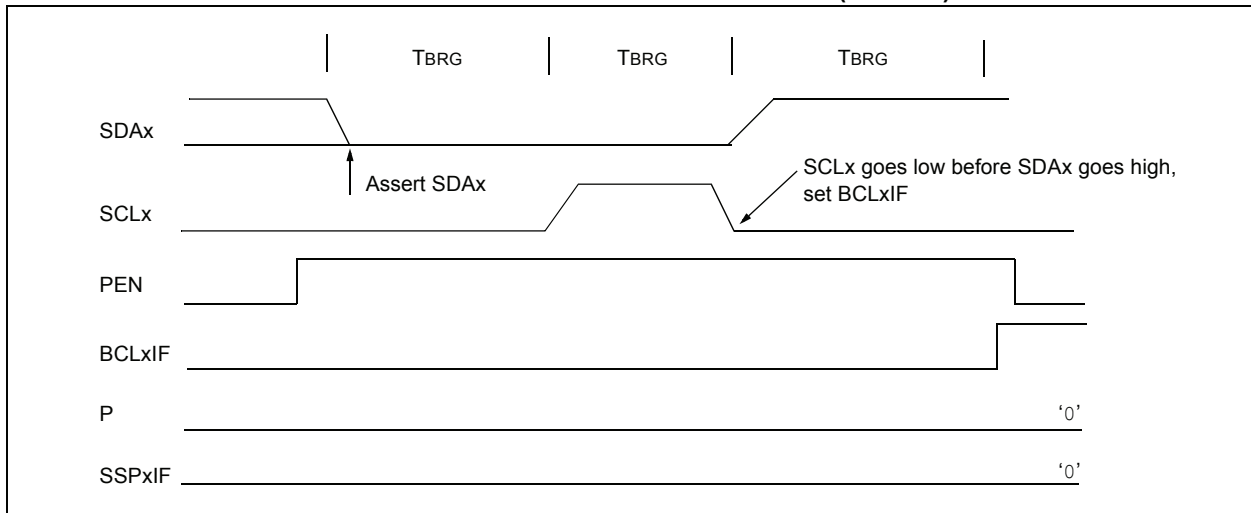 TBRG TBRG TBRG
SDAx
Assert SDAx
SCLx goes low before SDAx goes high,
set BCLxIF
SCLx
PEN
BCLxIF
P ‘0’
SSPxIF ‘0’